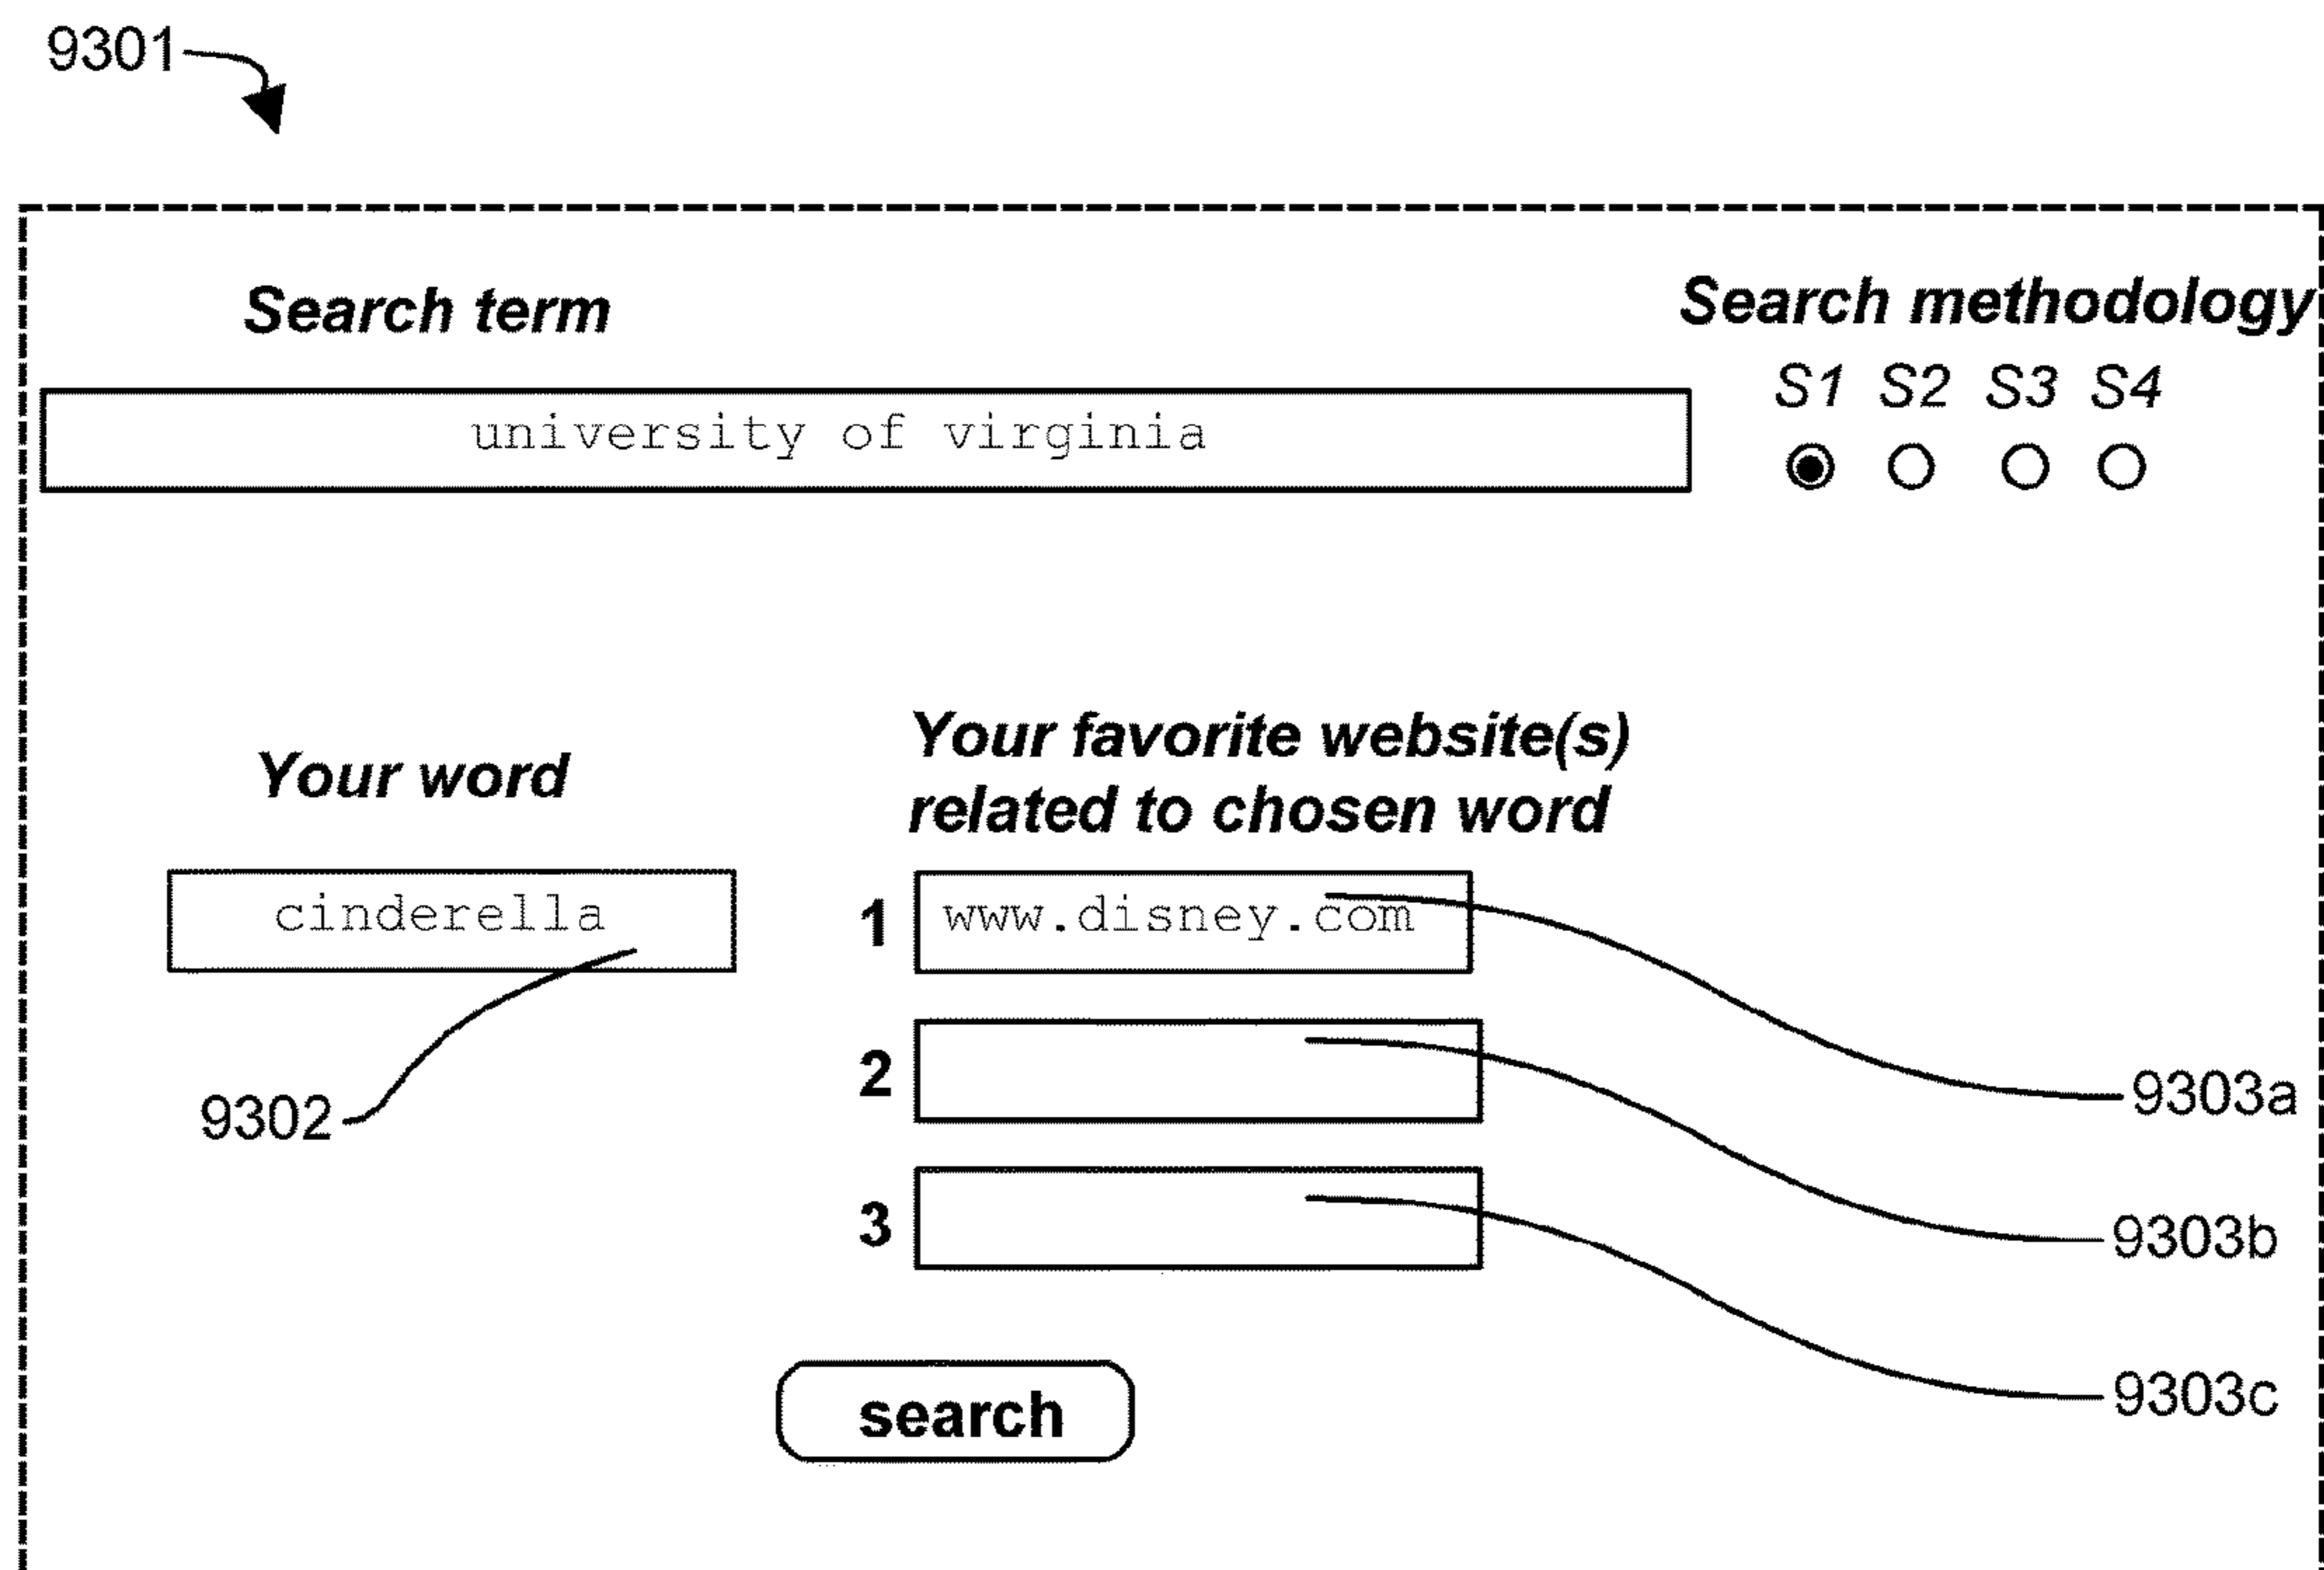 9301
Search term
Search methodology
S1 S2 S3 S4
university of virginia
Your word
Your favorite website(s)
related to chosen word
cinderella
1 www.disney.com
2
9302
9303a
3
9303b
9303c
search